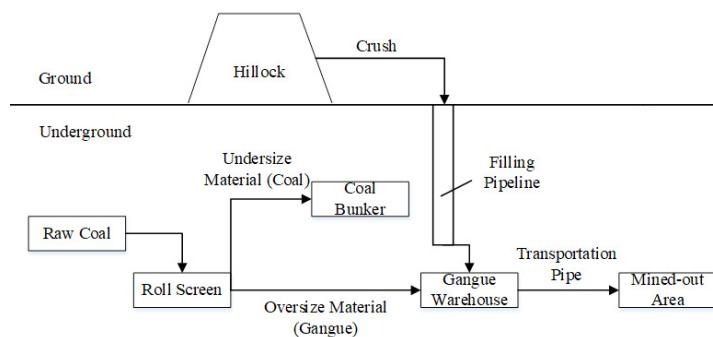 Crush
Hillock
Ground
Underground
Undersize
Material (Coal)
Coal
Bunker
Filling
Pipeline
Raw Coal
Roll Screen
Oversize Material
(Gangue)
Gangue
Warehouse
Transportation
Pipe
Mined-out
Area